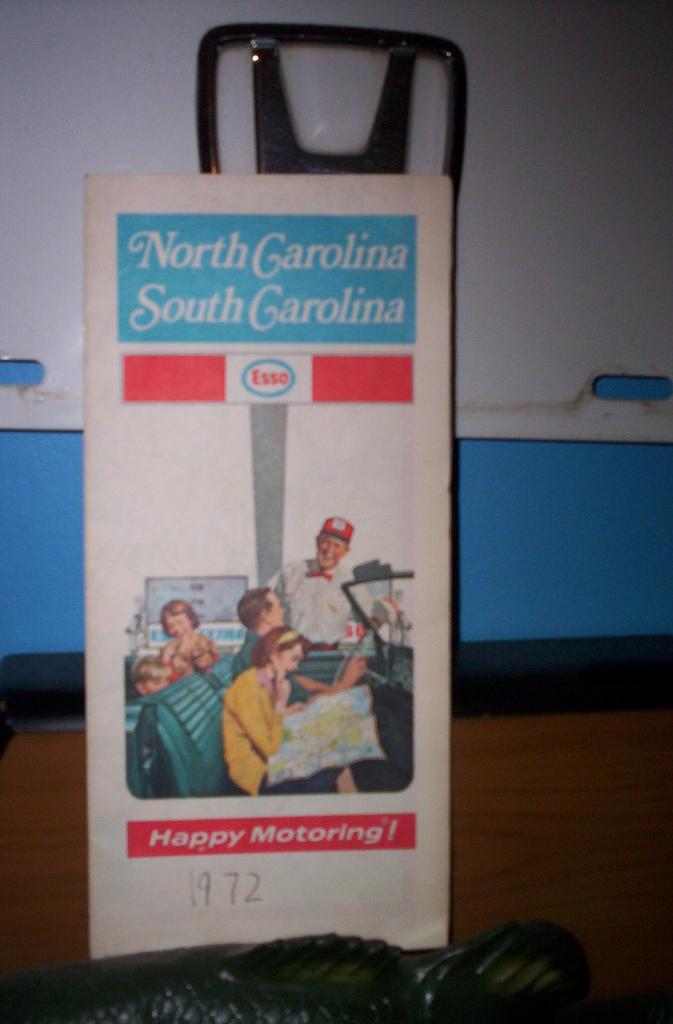 North Carolina
South Carolina
Esso
Happy Motoring!
1972